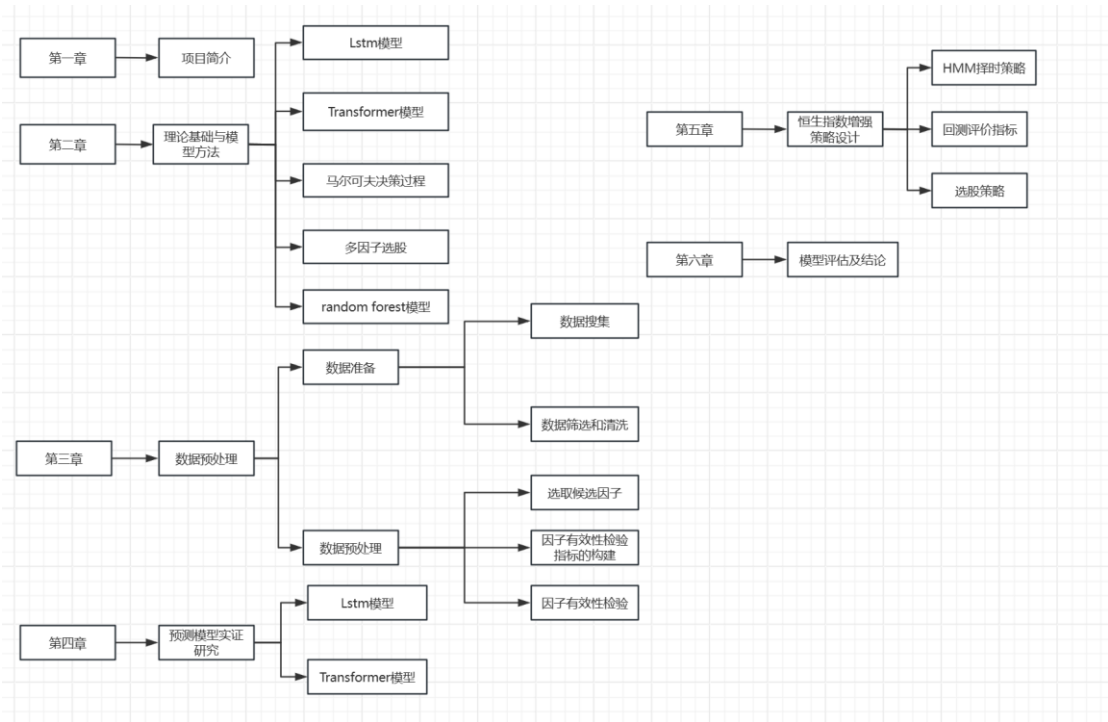 第一章
项目简介
第二章
理论基础与模
型方法
Lstm模型
Transformer模型
马尔可夫决策过程
多因子选股
random forest模型
第三章
数据预处理
数据准备
数据搜集
数据筛选和清洗
数据预处理
选取候选因子
因子有效性检验
指标的构建
因子有效性检验
第四章
预测模型实证
研究
Lstm模型
Transformer模型
第五章
恒生指数增强
策略设计
HMM择时策略
回测评价指标
选股策略
第六章
模型评估及结论